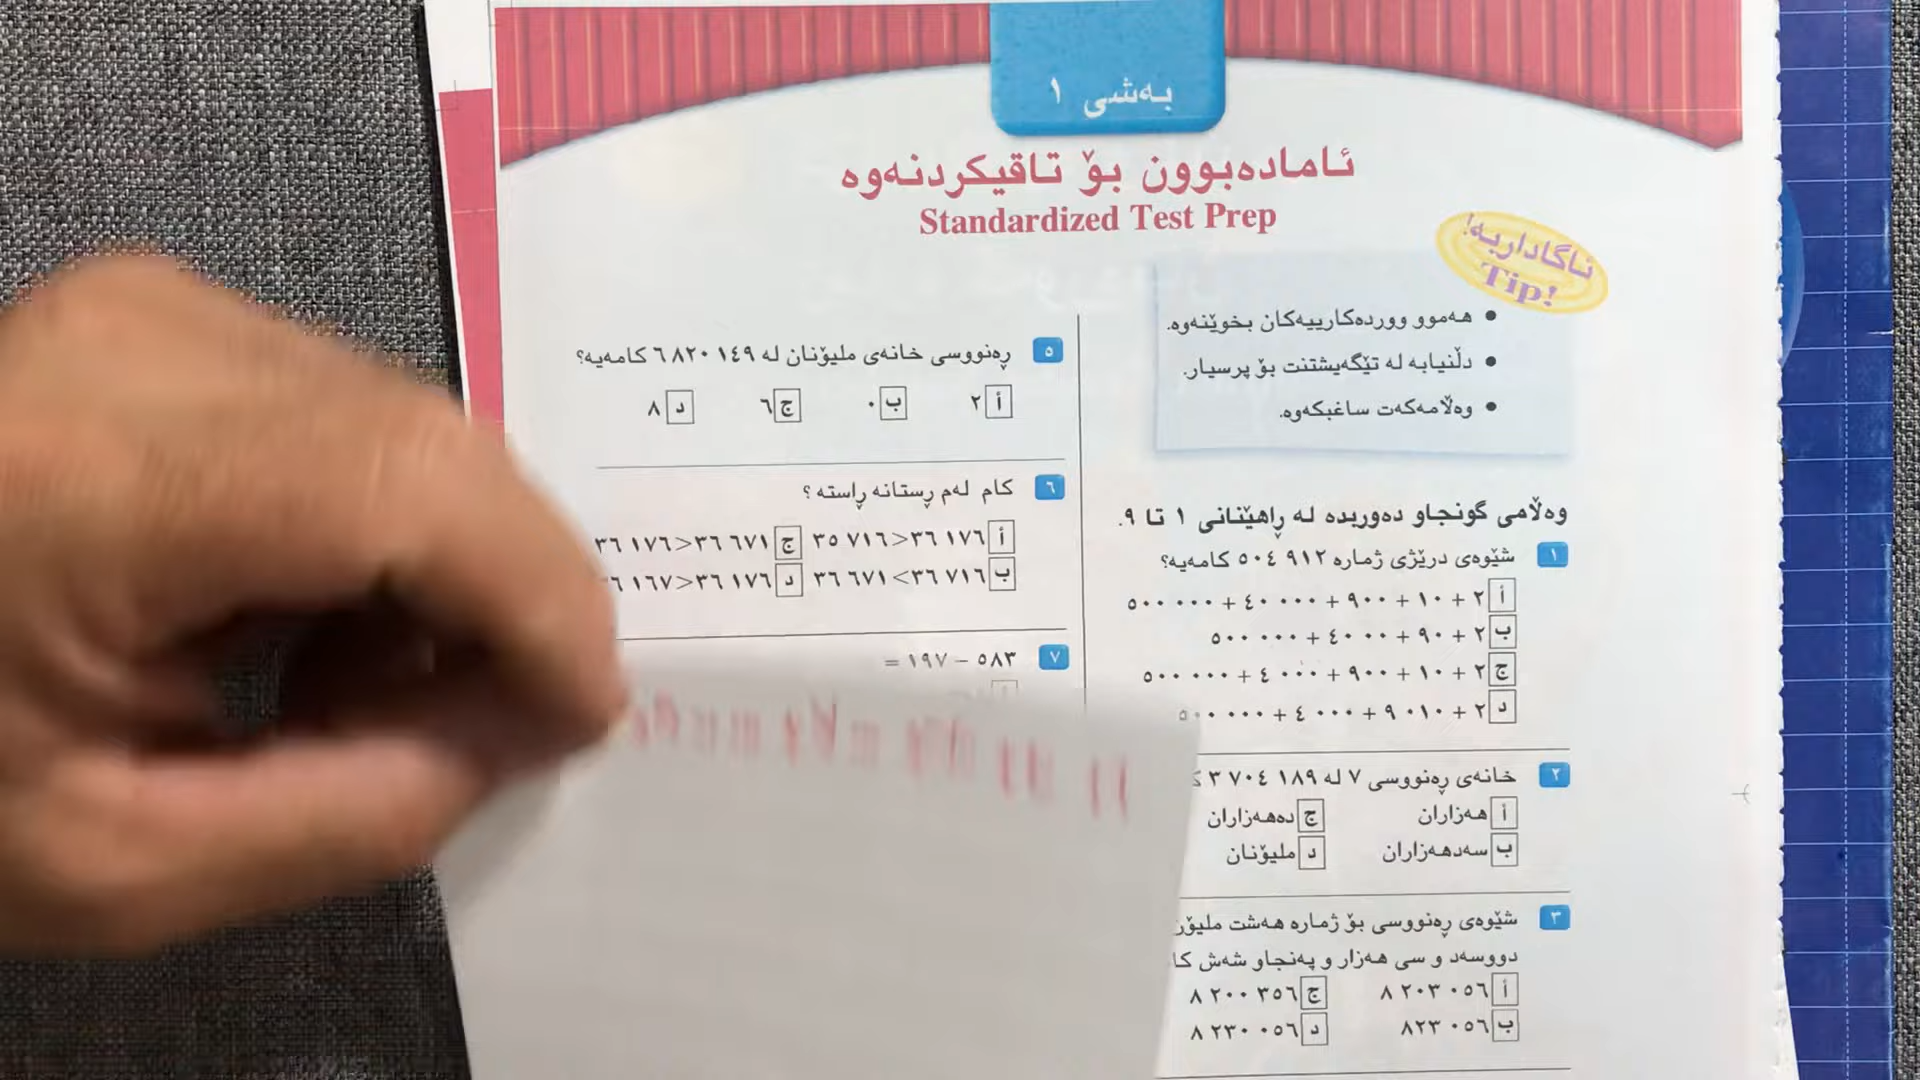 بەشی ١
ئامادەبوون بۆ تاقیکردنەوە
Standardized Test Prep
ئاگاداریە!
Tip!
● هەموو ووردەکارییەکان بخوێنەوە.
● دڵنیابە لە تێگەیشتنت بۆ پرسیار.
● وەڵامەکەت ساغبکەوە.
وەڵامی گونجاو دەوربدە لە ڕاهێنانی ١ تا ٩.
١ شێوەی درێژی ژمارە ٩١٢ ٥٠٤ کامەیە؟
أ ٢ + ١٠ + ٩٠٠ + ٤٠ ٠٠٠ + ٥٠٠ ٠٠٠
ب ٢ + ٩٠ + ٤٠ ٠٠ + ٥٠٠ ٠٠٠
ج ٢ + ١٠ + ٩٠٠ + ٤ ٠٠٠ + ٥٠٠ ٠٠٠
د ٢ + ٩ ٠١٠ + ٤ ٠٠٠ + ٥٠٠ ٠٠٠
٢ خانەی ڕەنووسی ٧ لە ١٨٩ ٧٠٤ ٣
أ هەزاران ج دەهەزاران
ب سەدهەزاران د ملیۆنان
٣ شێوەی ڕەنووسی بۆ ژمارە هەشت ملیۆن
دووسەد و سی هەزار و پەنجاو شەش
أ ٠٥٦ ٢٠٣ ٨ ج ٣٥٦ ٢٠٠ ٨
ب ٠٥٦ ٨٢٣ د ٠٥٦ ٢٣٠ ٨
٥ ڕەنووسی خانەی ملیۆنان لە ١٤٩ ٨٢٠ ٦ کامەیە؟
أ ٢ ب ٠ ج ٦ د ٨
٦ کام لەم ڕستانە ڕاستە ؟
أ ١٧٦ ٣٦>٧١٦ ٣٥ ج ٦٧١ ٣٦<١٧٦ ٣٦
ب ٧١٦ ٣٦>٦٧١ ٣٦ د ١٧٦ ٣٦<١٦٧
٧ ٥٨٣ – ١٩٧ =